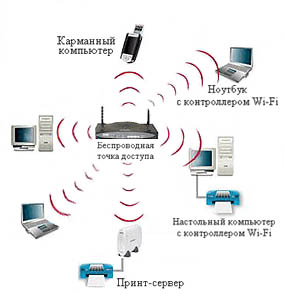 Карманный
компьютер
Ноутбук
с контроллером Wi-Fi
Беспроводная
точка доступа
Настольный компьютер
с контроллером Wi-Fi
Принт-сервер